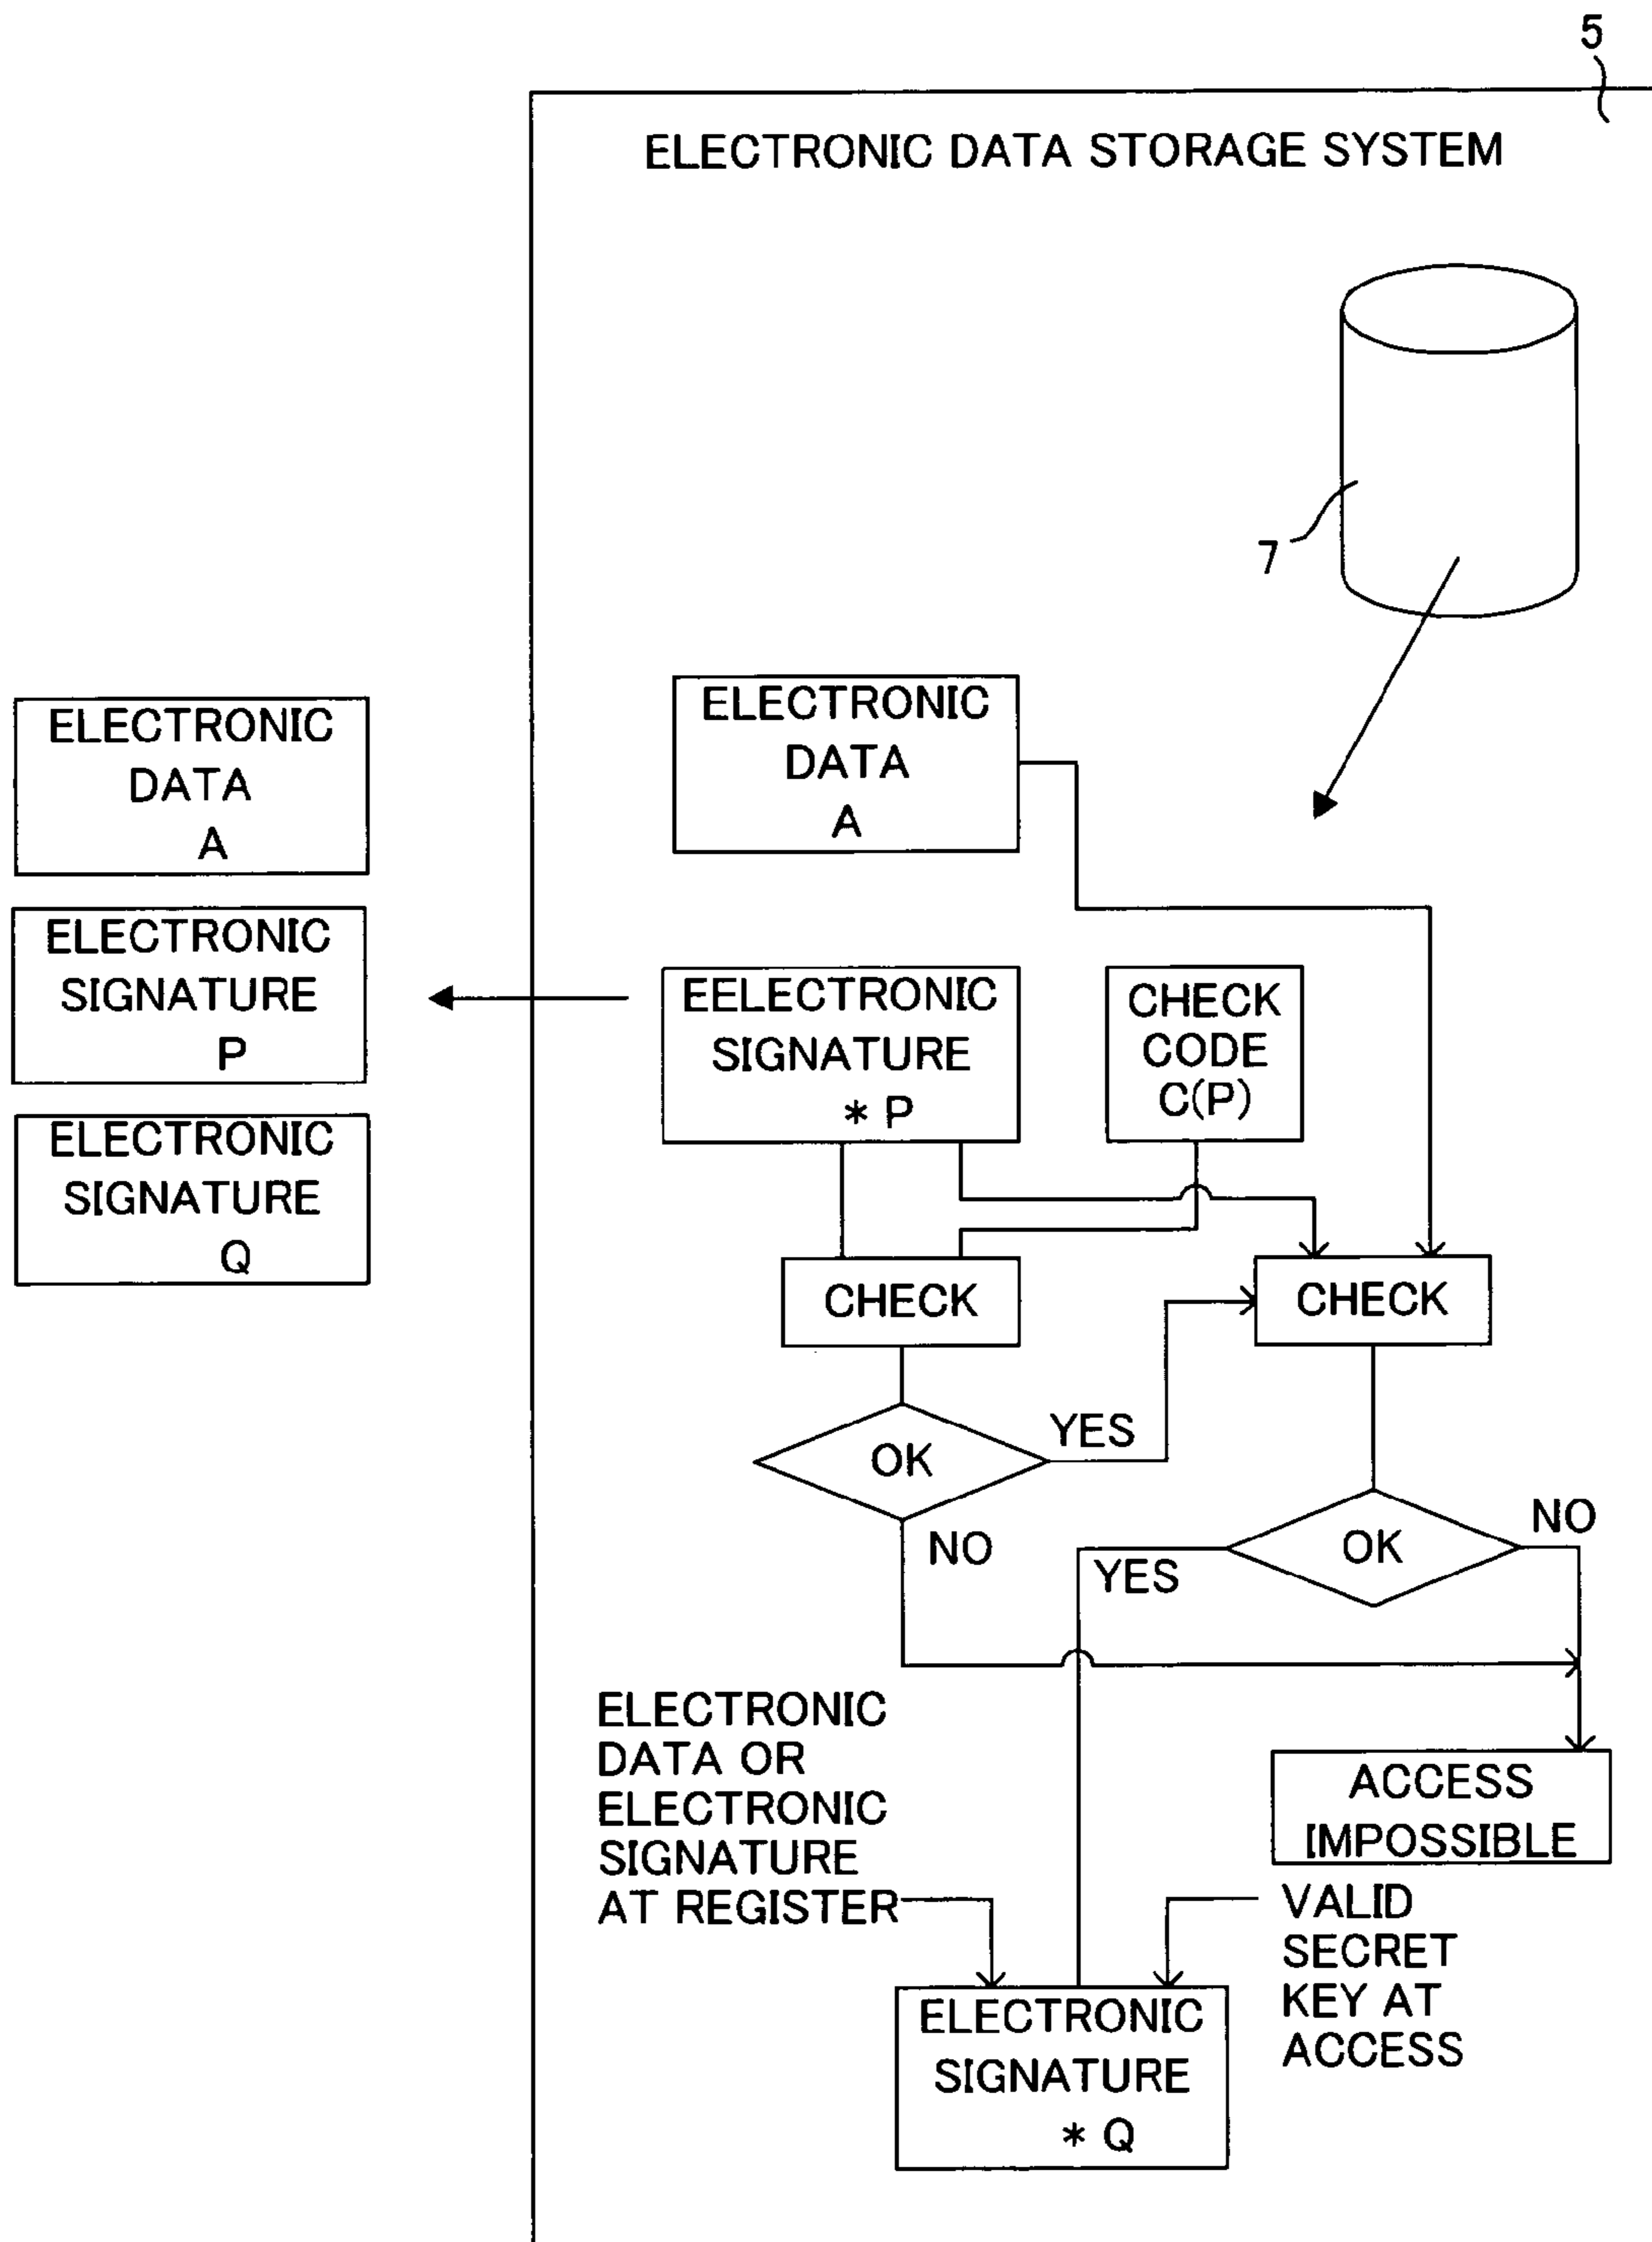 5
ELECTRONIC DATA STORAGE SYSTEM
7
ELECTRONIC
DATA
A
ELECTRONIC
SIGNATURE
P
ELECTRONIC
SIGNATURE
Q
ELECTRONIC
DATA
A
EELECTRONIC
SIGNATURE
* P
CHECK
CODE
C(P)
CHECK
CHECK
OK
YES
NO
OK
YES
NO
ELECTRONIC
DATA OR
ELECTRONIC
SIGNATURE
AT REGISTER
ACCESS
IMPOSSIBLE
VALID
SECRET
KEY AT
ACCESS
ELECTRONIC
SIGNATURE
* Q